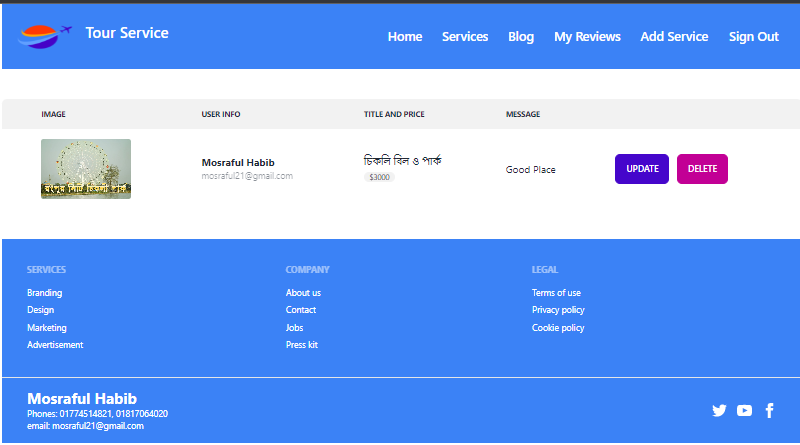 Tour Service
Home Services Blog My Reviews Add Service Sign Out
IMAGE USER INFO TITLE AND PRICE MESSAGE
রংপুর সিটি চিকলী পার্ক
Mosraful Habib
mosraful21@gmail.com
চিকলি বিল ও পার্ক
$3000
Good Place
UPDATE DELETE
SERVICES
Branding
Design
Marketing
Advertisement
COMPANY
About us
Contact
Jobs
Press kit
LEGAL
Terms of use
Privacy policy
Cookie policy
Mosraful Habib
Phones: 01774514821, 01817064020
email: mosraful21@gmail.com